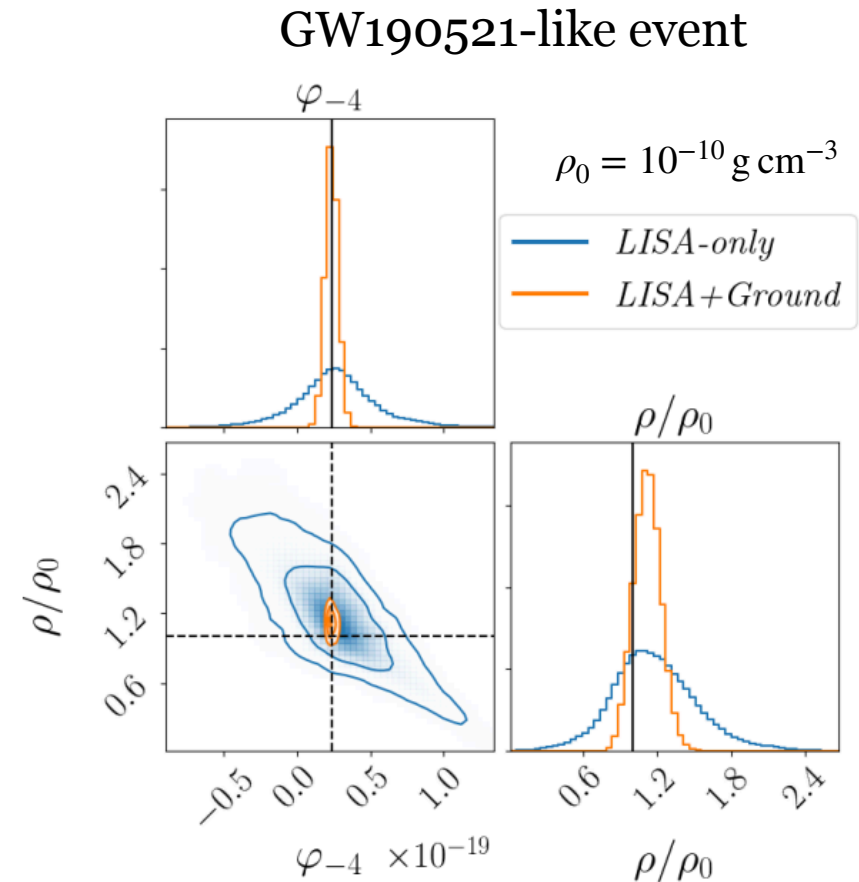 GW190521-like event
φ₋₄
ρ₀ = 10⁻¹⁰ g cm⁻³
LISA-only
LISA+Ground
ρ/ρ₀
ρ/ρ₀
2.4
1.8
1.2
0.6
−0.5 0.0 0.5 1.0
0.6 1.2 1.8 2.4
φ₋₄ ×10⁻¹⁹
ρ/ρ₀